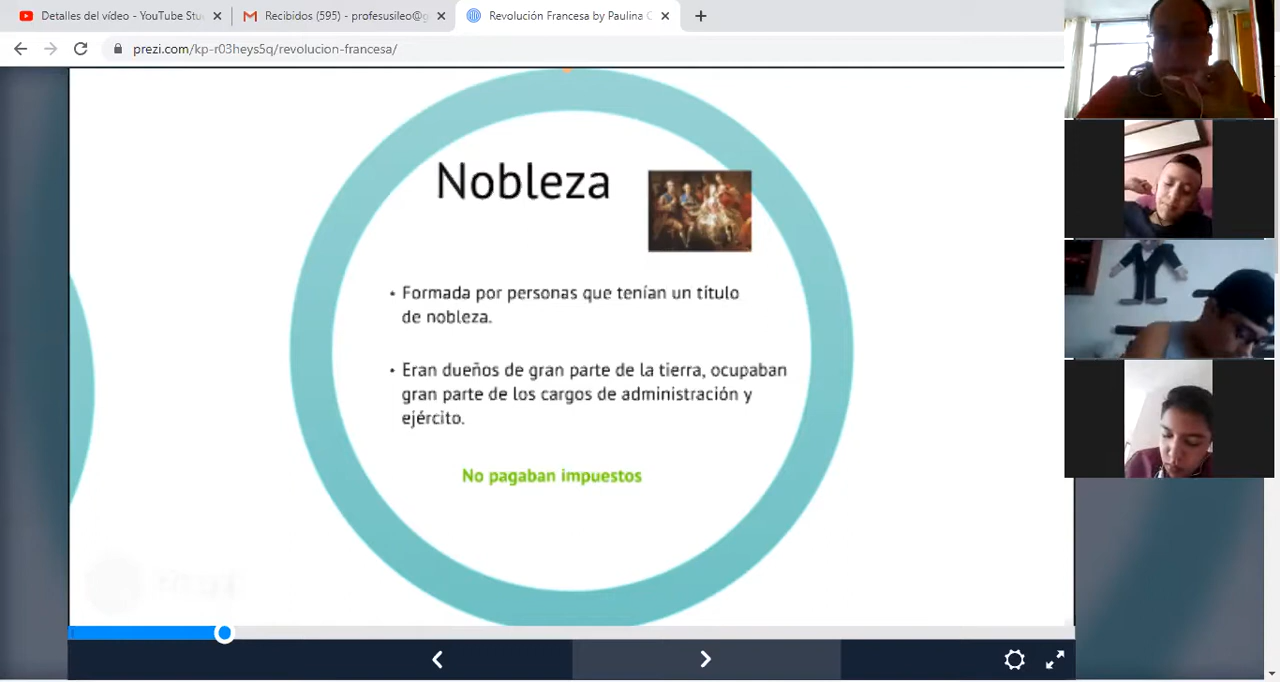 Detalles del vídeo - YouTube Stu
Recibidos (595) - profesusileo@g
Revolución Francesa by Paulina C
prezi.com/kp-r03heys5q/revolucion-francesa/
Nobleza
• Formada por personas que tenían un título
de nobleza.
• Eran dueños de gran parte de la tierra, ocupaban
gran parte de los cargos de administración y
ejército.
No pagaban impuestos